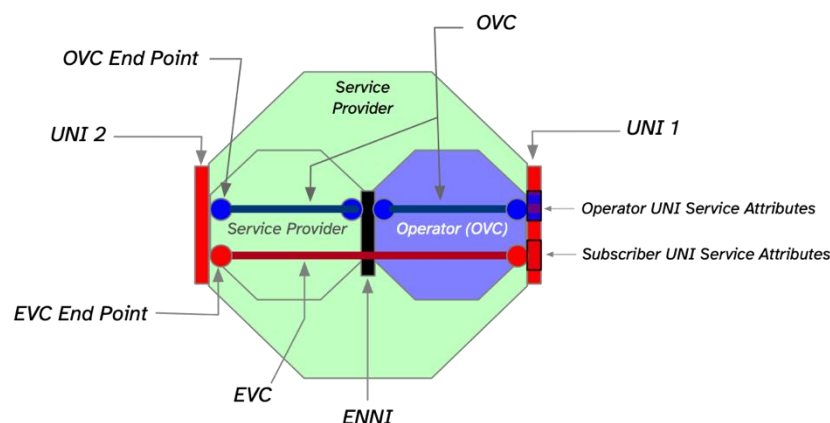 OVC
OVC End Point
Service
Provider
UNI 2
UNI 1
Operator UNI Service Attributes
Service Provider
Operator (OVC)
Subscriber UNI Service Attributes
EVC End Point
EVC
ENNI